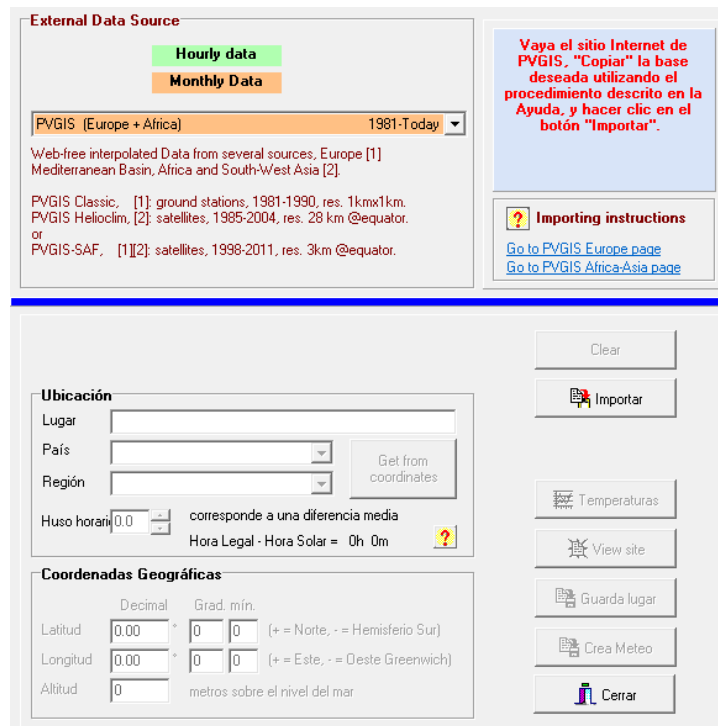 External Data Source
Hourly data
Monthly Data
PVGIS (Europe + Africa) 1981-Today
Web-free interpolated Data from several sources, Europe [1]
Mediterranean Basin, Africa and South-West Asia [2].
PVGIS Classic, [1]: ground stations, 1981-1990, res. 1kmx1km.
PVGIS Helioclim, [2]: satellites, 1985-2004, res. 28 km @equator.
or
PVGIS-SAF, [1][2]: satellites, 1998-2011, res. 3km @equator.
Vaya el sitio Internet de
PVGIS, "Copiar" la base
deseada utilizando el
procedimiento descrito en la
Ayuda, y hacer clic en el
botón "Importar".
? Importing instructions
Go to PVGIS Europe page
Go to PVGIS Africa-Asia page
Clear
Importar
Ubicación
Lugar
País
Región
Get from
coordinates
Huso horari 0.0
corresponde a una diferencia media
Hora Legal - Hora Solar = 0h 0m
?
Temperaturas
View site
Guarda lugar
Crea Meteo
Cerrar
Coordenadas Geográficas
Decimal Grad. mín.
Latitud 0.00 ° 0 0 (+ = Norte, - = Hemisferio Sur)
Longitud 0.00 ° 0 0 (+ = Este, - = Oeste Greenwich)
Altitud 0 metros sobre el nivel del mar